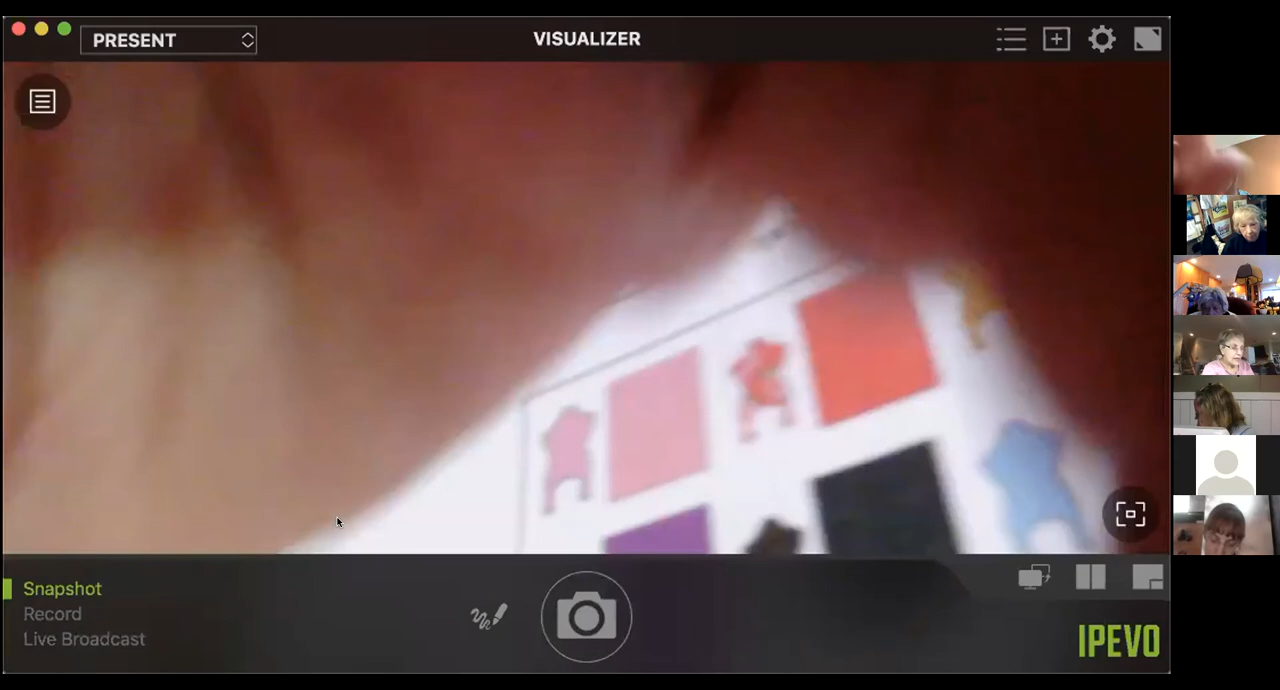 PRESENT
VISUALIZER
Snapshot
Record
Live Broadcast
IPEVO